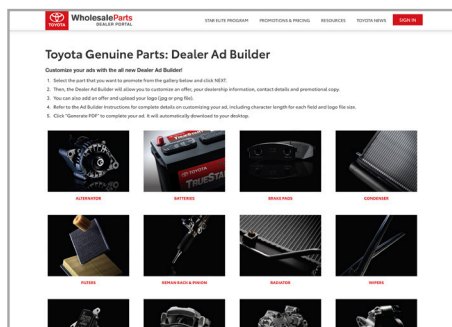 TOYOTA
WholesaleParts
DEALER PORTAL
STAR ELITE PROGRAM
PROMOTIONS & PRICING
RESOURCES
TOYOTA NEWS
SIGN IN
Toyota Genuine Parts: Dealer Ad Builder
Customize your ads with the all new Dealer Ad Builder!
1. Select the part that you want to promote from the gallery below and click NEXT.
2. Then, the Dealer Ad Builder will allow you to customize an offer, your dealership information, contact details and promotional copy.
3. You can also add an offer and upload your logo (jpg or png file).
4. Refer to the Ad Builder Instructions for complete details on customizing your ad, including character length for each field and logo file size.
5. Click "Generate PDF" to complete your ad. It will automatically download to your desktop.
TOYOTA
TRUESTAR
ALTERNATOR
BATTERIES
BRAKE PADS
CONDENSER
FILTERS
REMAN RACK & PINION
RADIATOR
WIPERS